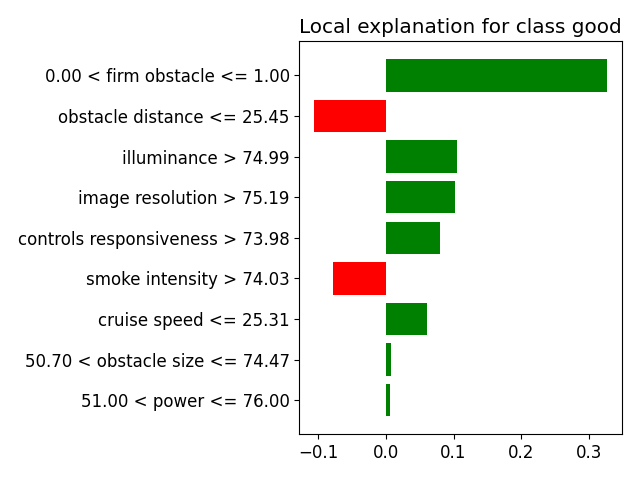 Local explanation for class good
0.00 < firm obstacle <= 1.00
obstacle distance <= 25.45
illuminance > 74.99
image resolution > 75.19
controls responsiveness > 73.98
smoke intensity > 74.03
cruise speed <= 25.31
50.70 < obstacle size <= 74.47
51.00 < power <= 76.00
−0.1 0.0 0.1 0.2 0.3